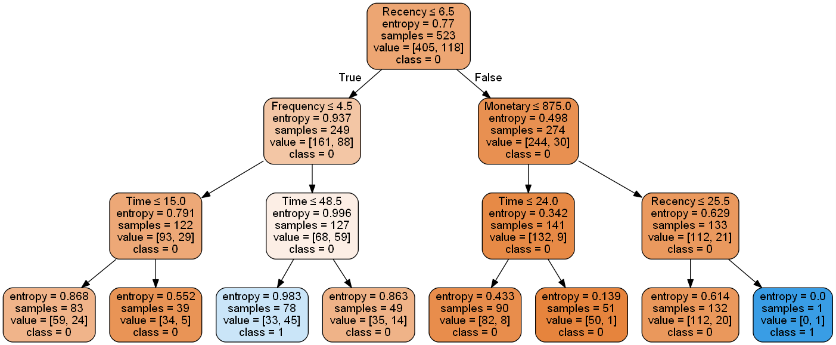 Recency ≤ 6.5
entropy = 0.77
samples = 523
value = [405, 118]
class = 0
True
False
Frequency ≤ 4.5
entropy = 0.937
samples = 249
value = [161, 88]
class = 0
Monetary ≤ 875.0
entropy = 0.498
samples = 274
value = [244, 30]
class = 0
Time ≤ 15.0
entropy = 0.791
samples = 122
value = [93, 29]
class = 0
Time ≤ 48.5
entropy = 0.996
samples = 127
value = [68, 59]
class = 0
Time ≤ 24.0
entropy = 0.342
samples = 141
value = [132, 9]
class = 0
Recency ≤ 25.5
entropy = 0.629
samples = 133
value = [112, 21]
class = 0
entropy = 0.868
samples = 83
value = [59, 24]
class = 0
entropy = 0.552
samples = 39
value = [34, 5]
class = 0
entropy = 0.983
samples = 78
value = [33, 45]
class = 1
entropy = 0.863
samples = 49
value = [35, 14]
class = 0
entropy = 0.433
samples = 90
value = [82, 8]
class = 0
entropy = 0.139
samples = 51
value = [50, 1]
class = 0
entropy = 0.614
samples = 132
value = [112, 20]
class = 0
entropy = 0.0
samples = 1
value = [0, 1]
class = 1